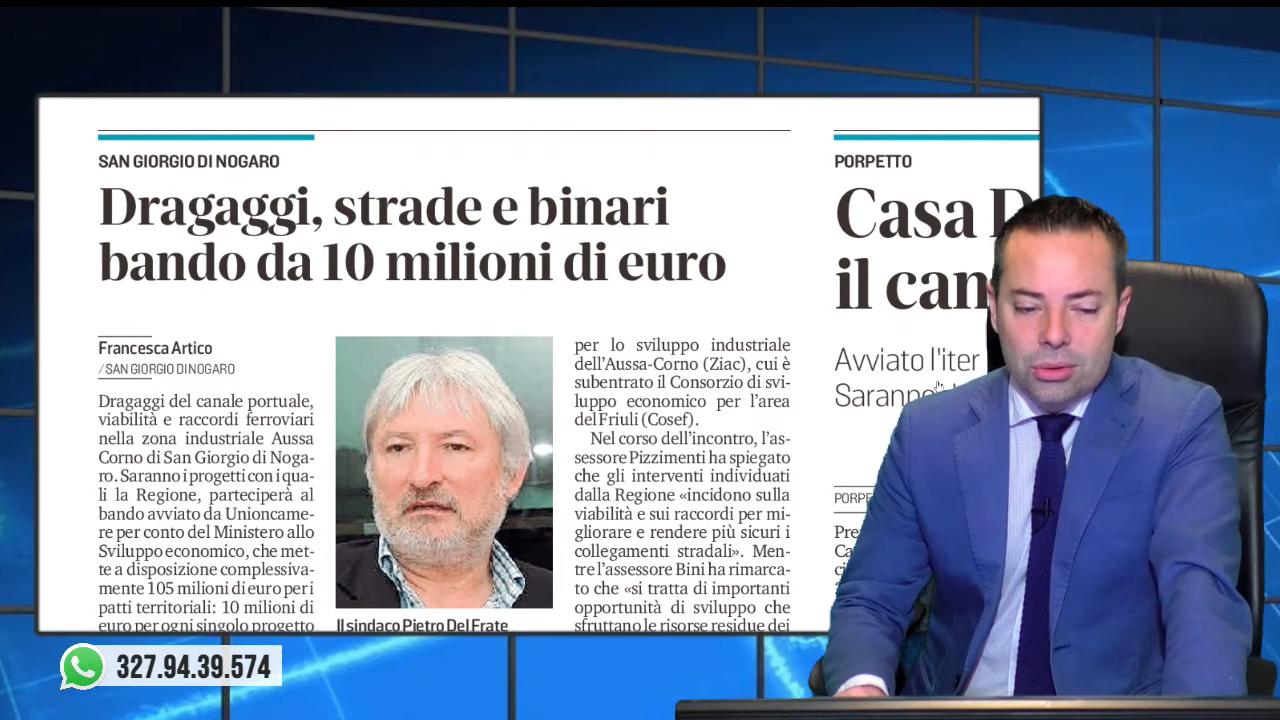 SAN GIORGIO DI NOGARO
Dragaggi, strade e binari
bando da 10 milioni di euro
Francesca Artico
/ SAN GIORGIO DI NOGARO
Dragaggi del canale portuale,
viabilità e raccordi ferroviari
nella zona industriale Aussa
Corno di San Giorgio di Noga-
ro. Saranno i progetti con i qua-
li la Regione, parteciperà al
bando avviato da Unioncame-
re per conto del Ministero allo
Sviluppo economico, che met-
te a disposizione complessiva-
mente 105 milioni di euro per i
patti territoriali: 10 milioni di
euro per ogni singolo progetto
Il sindaco Pietro Del Frate
per lo sviluppo industriale
dell'Aussa-Corno (Ziac), cui è
subentrato il Consorzio di svi-
luppo economico per l'area
del Friuli (Cosef).
Nel corso dell'incontro, l'as-
sessore Pizzimenti ha spiegato
che gli interventi individuati
dalla Regione «incidono sulla
viabilità e sui raccordi per mi-
gliorare e rendere più sicuri i
collegamenti stradali». Men-
tre l'assessore Bini ha rimarca-
to che «si tratta di importanti
opportunità di sviluppo che
sfruttano le risorse residue dei
PORPETTO
Casa
il
Avviato l'iter
327.94.39.574